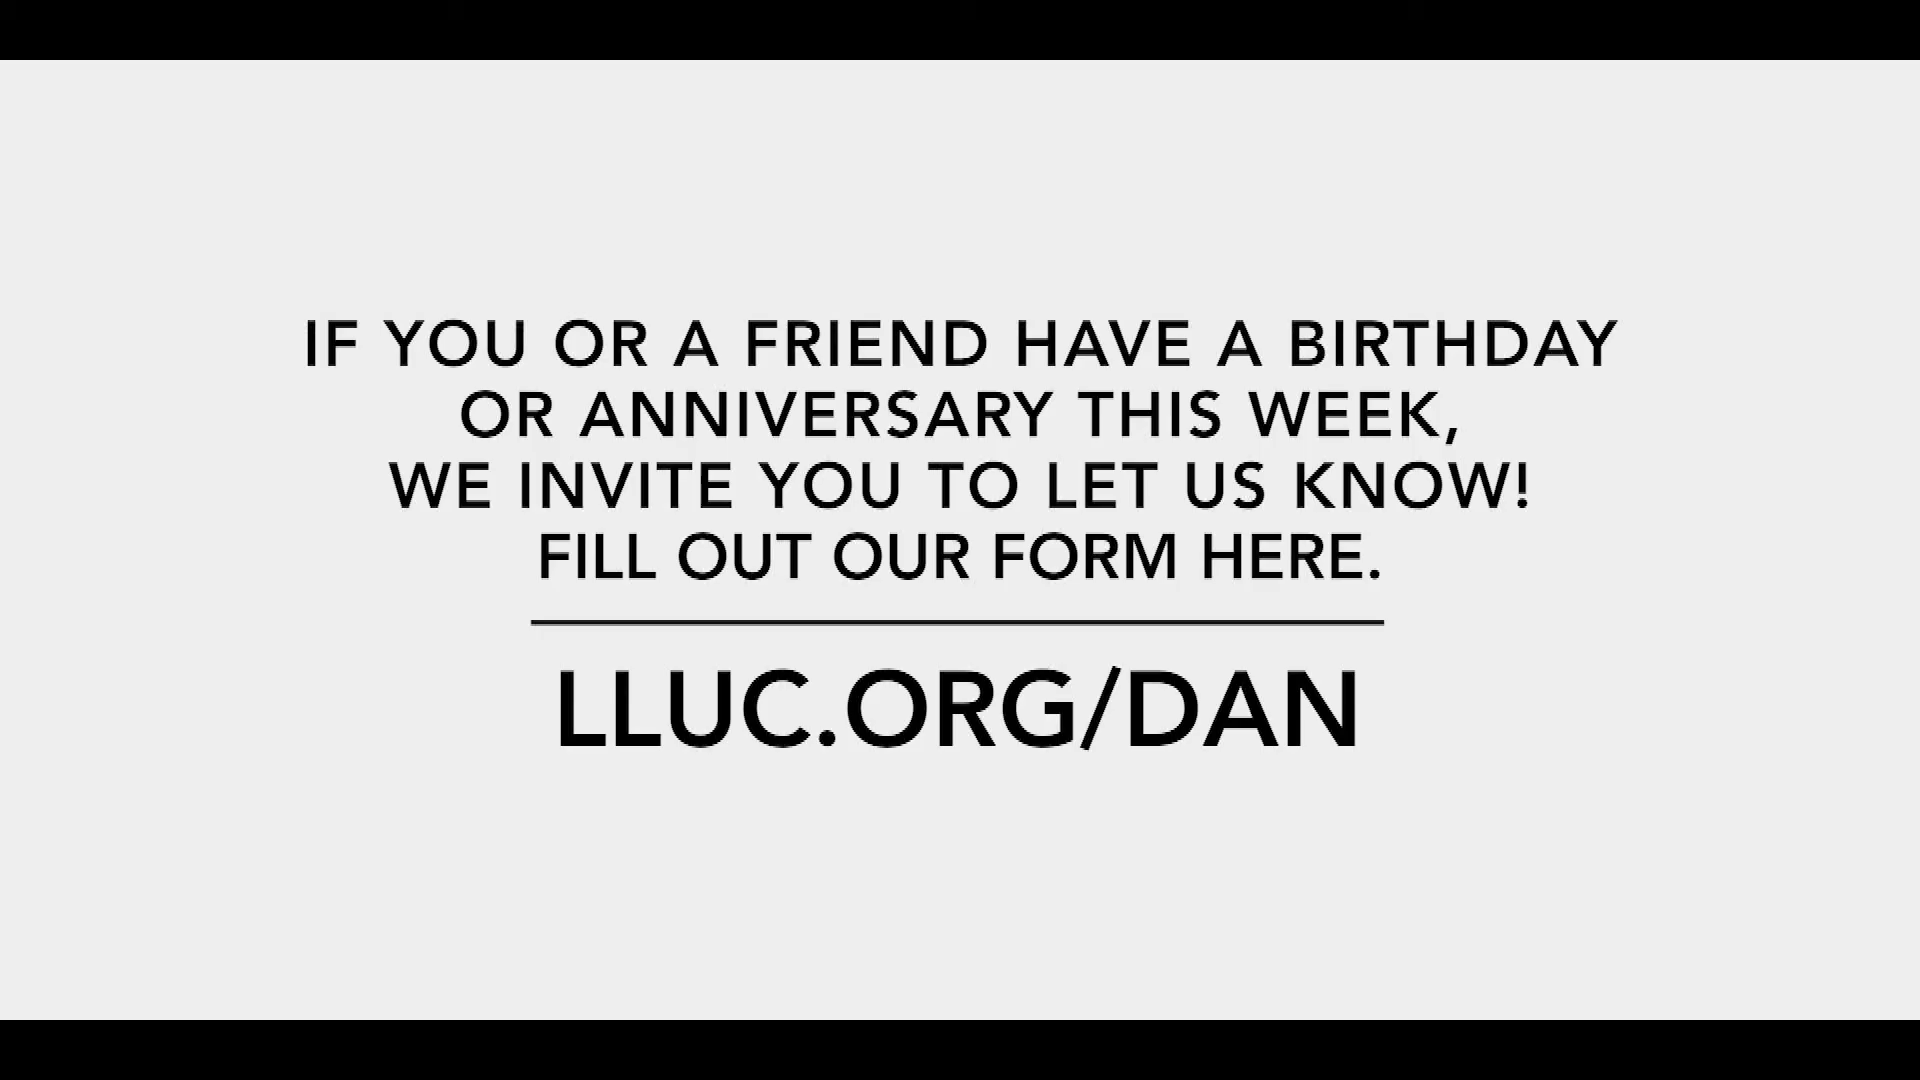 IF YOU OR A FRIEND HAVE A BIRTHDAY
OR ANNIVERSARY THIS WEEK,
WE INVITE YOU TO LET US KNOW!
FILL OUT OUR FORM HERE.
LLUC.ORG/DAN